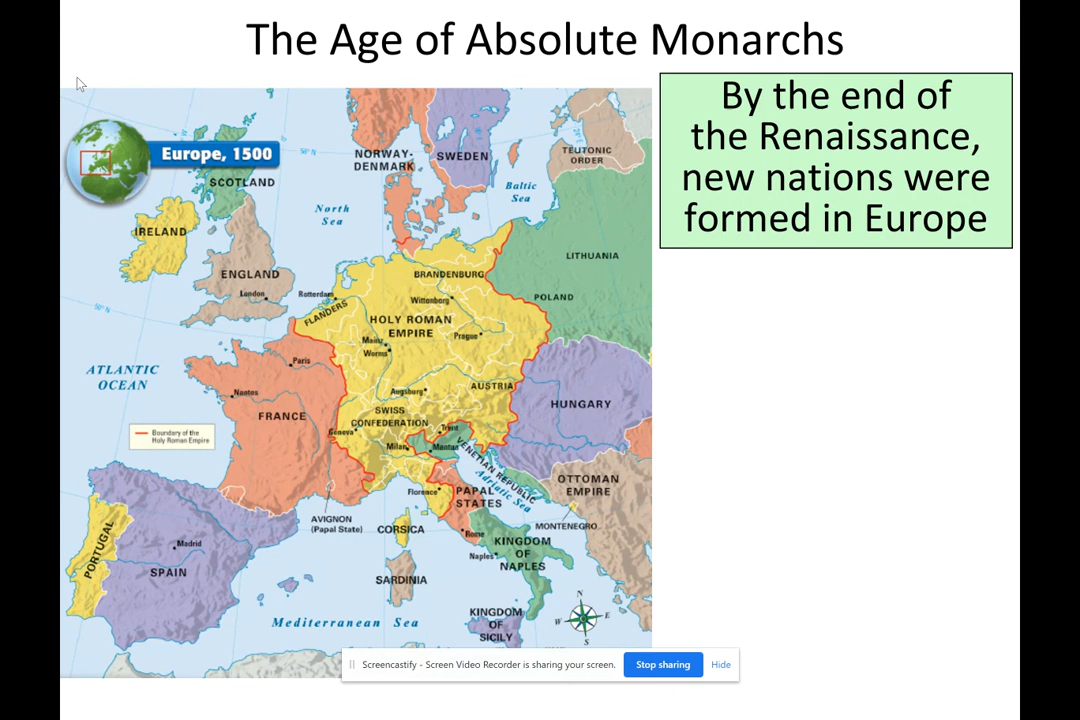 The Age of Absolute Monarchs
By the end of
the Renaissance,
new nations were
formed in Europe
Europe, 1500
NORWAY-
DENMARK
SWEDEN
TEUTONIC
ORDER
SCOTLAND
North
Sea
Baltic
Sea
IRELAND
ENGLAND
London
Rotterdam
FLANDERS
BRANDENBURG
Wittenberg
LITHUANIA
POLAND
HOLY ROMAN
EMPIRE
Prague
Mainz
Worms
ATLANTIC
OCEAN
Paris
Nantes
FRANCE
Augsburg
AUSTRIA
HUNGARY
SWISS
CONFEDERATION
Geneva
Trent
Milan
Mantua
VENETIAN REPUBLIC
Adriatic Sea
Boundary of the
Holy Roman Empire
OTTOMAN
EMPIRE
Florence
PAPAL
STATES
MONTENEGRO
AVIGNON
(Papal State)
CORSICA
Rome
KINGDOM
OF
NAPLES
Naples
PORTUGAL
Madrid
SPAIN
SARDINIA
KINGDOM
OF
SICILY
Mediterranean Sea
N
W E
S
Screencastify - Screen Video Recorder is sharing your screen.
Stop sharing
Hide